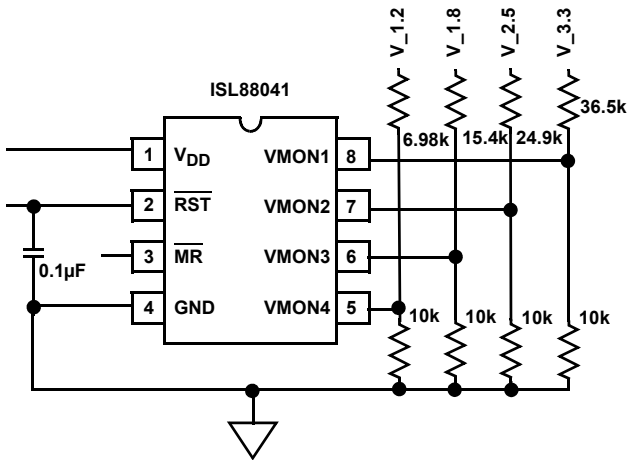 V_1.2
V_1.8
V_2.5
V_3.3
ISL88041
36.5k
6.98k
15.4k
24.9k
1
VDD
VMON1
8
2
RST
VMON2
7
3
MR
VMON3
6
0.1µF
4
GND
VMON4
5
10k
10k
10k
10k